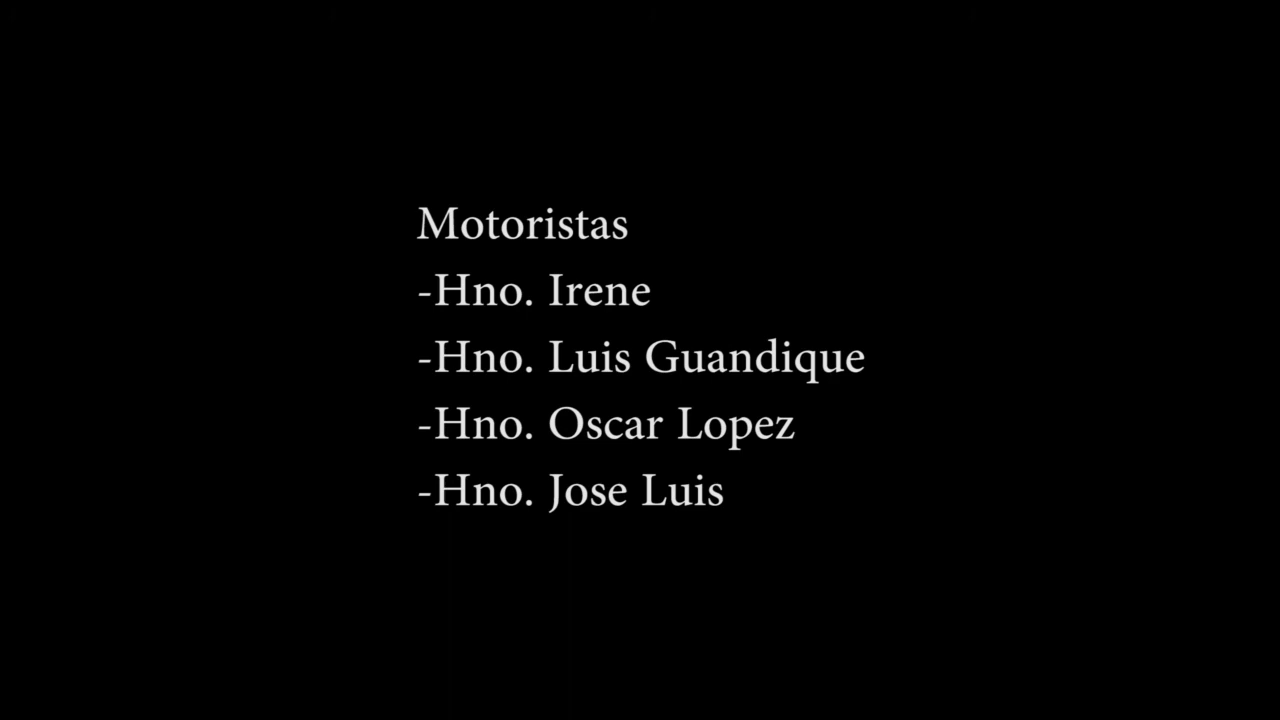 Motoristas
-Hno. Irene
-Hno. Luis Guandique
-Hno. Oscar Lopez
-Hno. Jose Luis